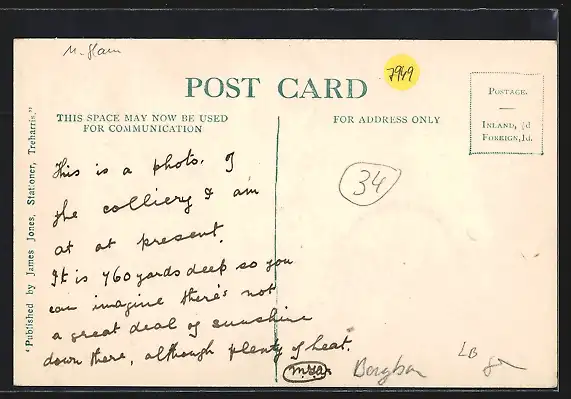 M. Glam
7949
POST CARD
THIS SPACE MAY NOW BE USED
FOR COMMUNICATION
FOR ADDRESS ONLY
POSTAGE.
INLAND, ½d
FOREIGN, 1d.
"Published by James Jones, Stationer, Treharris."
This is a photo. of
the colliery I am
at at present.
It is 760 yards deep so you
can imagine there's not
a great deal of sunshine
down there, although plenty of heat.
34
LB